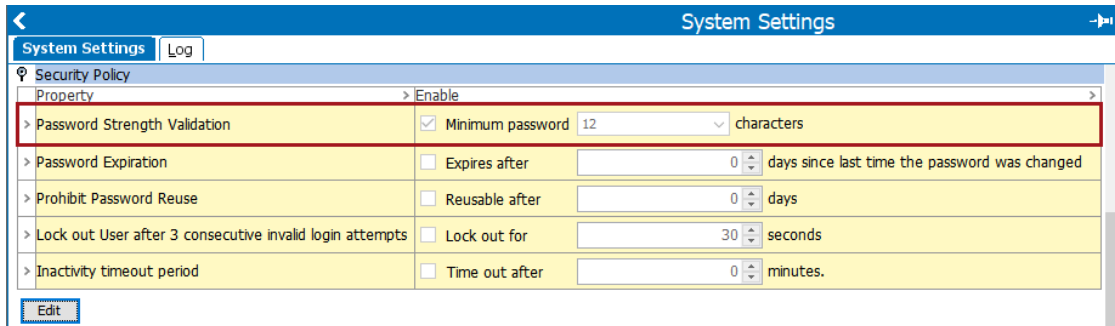 System Settings
System Settings Log
Security Policy
Property Enable
Password Strength Validation Minimum password 12 characters
Password Expiration Expires after 0 days since last time the password was changed
Prohibit Password Reuse Reusable after 0 days
Lock out User after 3 consecutive invalid login attempts Lock out for 30 seconds
Inactivity timeout period Time out after 0 minutes.
Edit